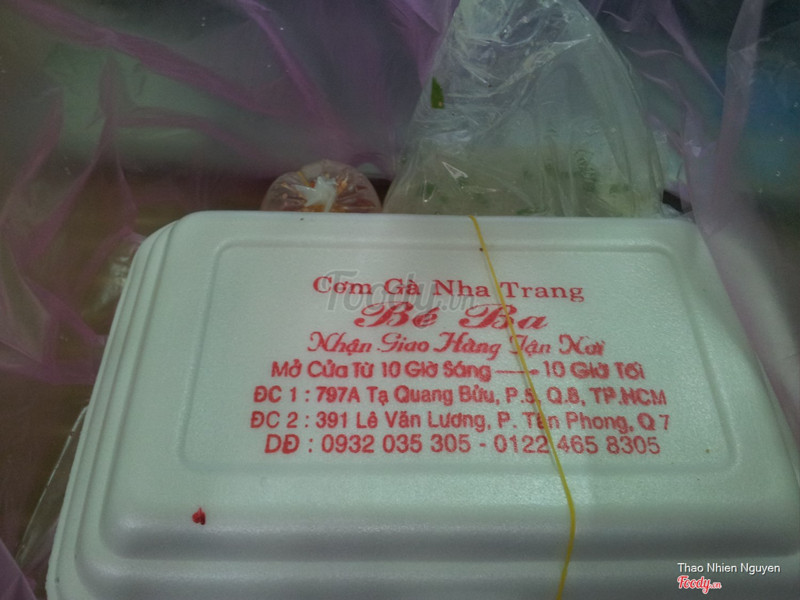 Cơm Gà Nha Trang
Foody.vn
Bé Ba
Nhận Giao Hàng Tận Nơi
Mở Cửa Từ 10 Giờ Sáng — 10 Giờ Tối
ĐC 1 : 797A Tạ Quang Bửu, P.5, Q.8, TP.HCM
ĐC 2 : 391 Lê Văn Lương, P. Tân Phong, Q 7
DĐ : 0932 035 305 - 0122 465 8305
Thao Nhien Nguyen
Foody.vn